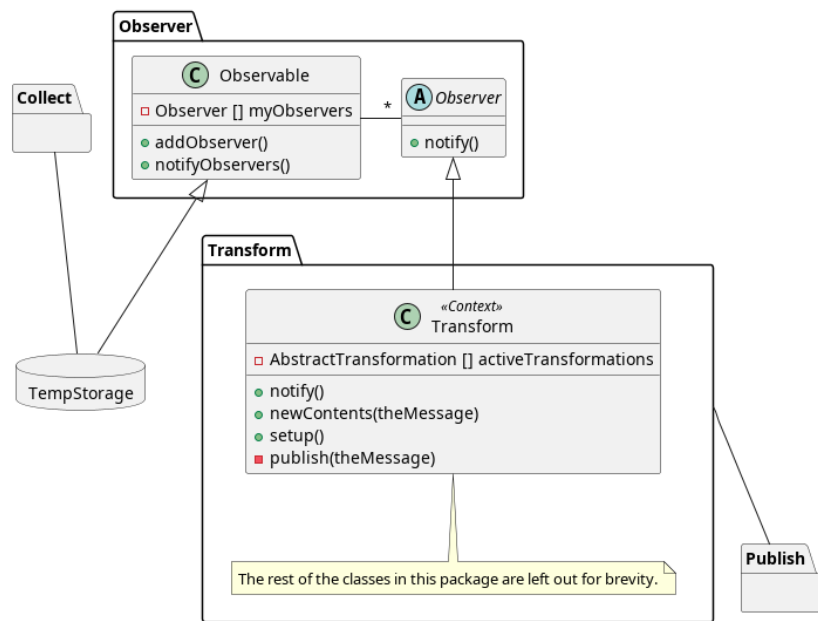 Observer
C Observable
Observer [] myObservers
addObserver()
notifyObservers()
*
A Observer
notify()
Collect
TempStorage
Transform
C «Context»
Transform
AbstractTransformation [] activeTransformations
notify()
newContents(theMessage)
setup()
publish(theMessage)
The rest of the classes in this package are left out for brevity.
Publish